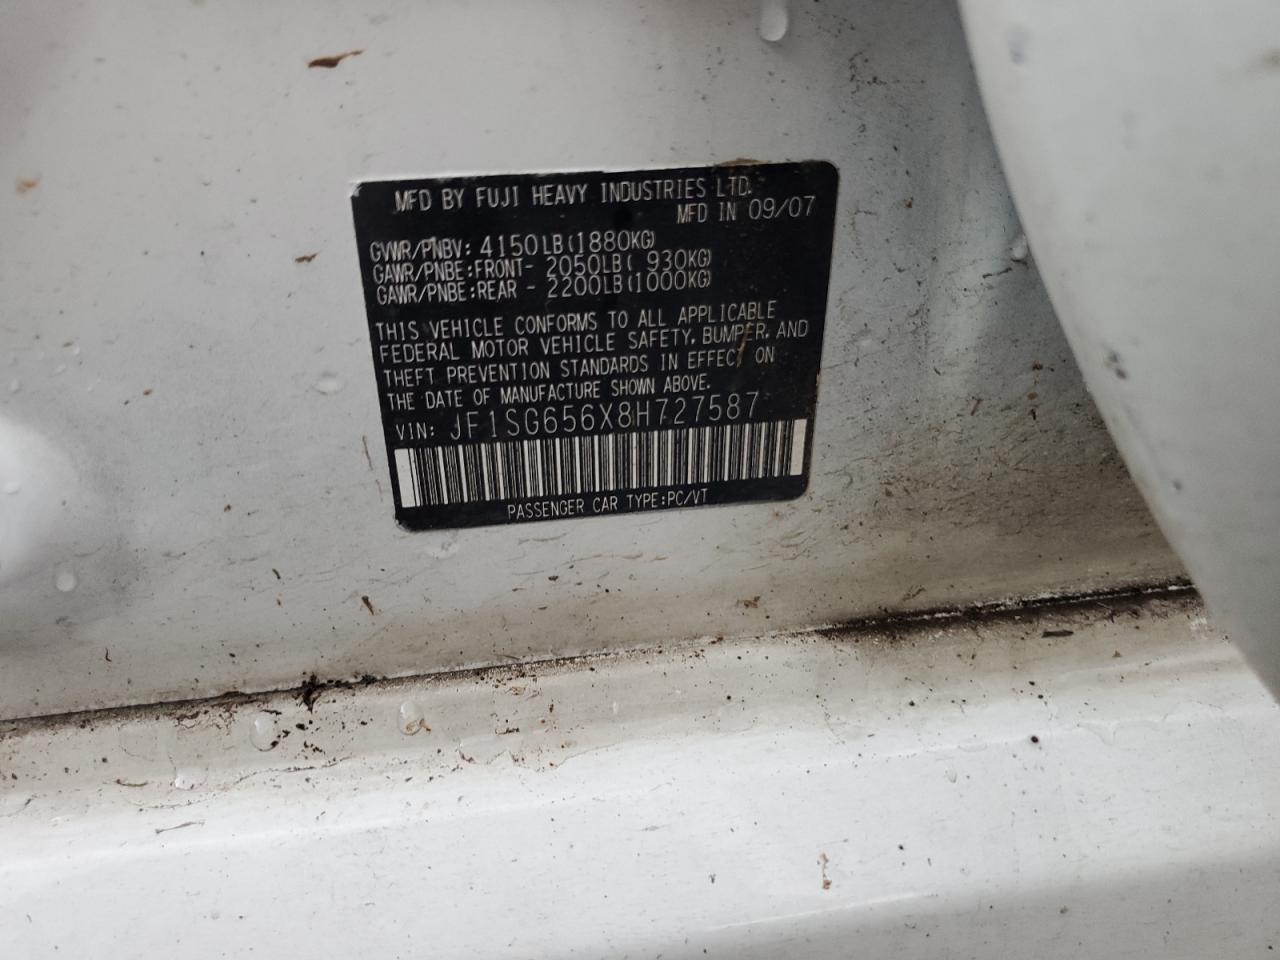 MFD BY FUJI HEAVY INDUSTRIES LTD.
MFD IN 09/07
GVWR/PNBV: 4150LB(1880KG)
GAWR/PNBE:FRONT- 2050LB( 930KG)
GAWR/PNBE:REAR - 2200LB(1000KG)
THIS VEHICLE CONFORMS TO ALL APPLICABLE
FEDERAL MOTOR VEHICLE SAFETY, BUMPER, AND
THEFT PREVENTION STANDARDS IN EFFECT ON
THE DATE OF MANUFACTURE SHOWN ABOVE.
VIN: JF1SG656X8H727587
PASSENGER CAR TYPE:PC/VT